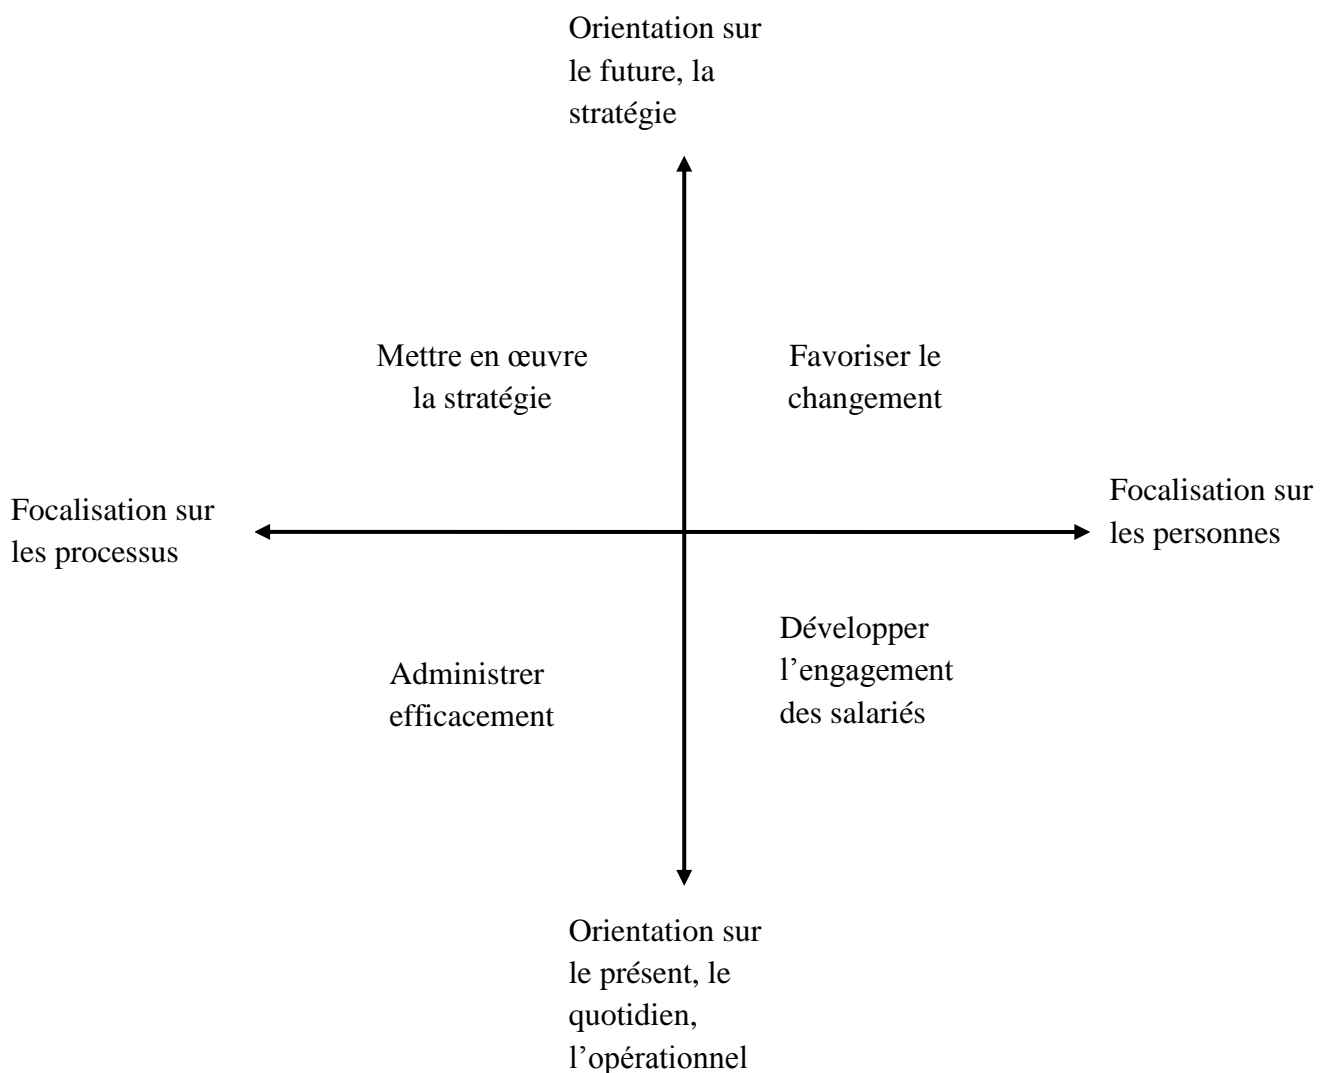 Orientation sur
le future, la
stratégie
Mettre en œuvre
la stratégie
Favoriser le
changement
Focalisation sur
les processus
Focalisation sur
les personnes
Administrer
efficacement
Développer
l’engagement
des salariés
Orientation sur
le présent, le
quotidien,
l’opérationnel